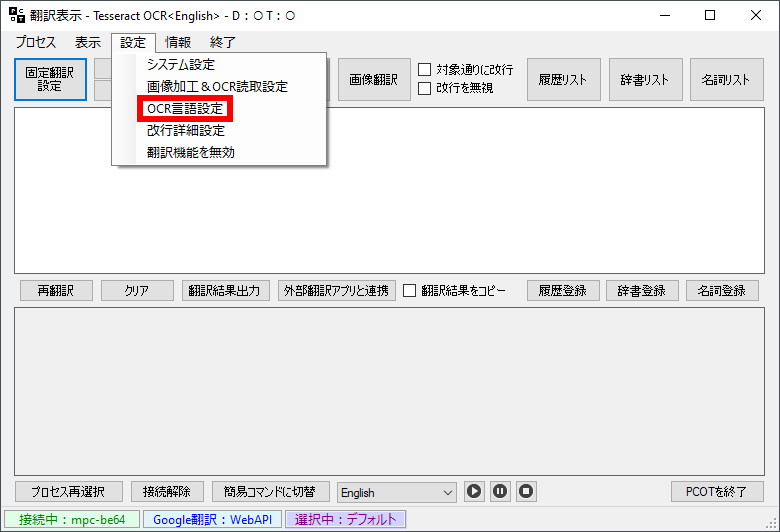 翻訳表示 - Tesseract OCR<English> - D：〇 T：〇
プロセス 表示 設定 情報 終了
システム設定
画像加工＆OCR読取設定
OCR言語設定
改行詳細設定
翻訳機能を無効
固定翻訳
設定
画像翻訳
対象通りに改行
改行を無視
履歴リスト 辞書リスト 名詞リスト
再翻訳 クリア 翻訳結果出力 外部翻訳アプリと連携 翻訳結果をコピー 履歴登録 辞書登録 名詞登録
プロセス再選択 接続解除 簡易コマンドに切替 English PCOTを終了
接続中：mpc-be64 Google翻訳：WebAPI 選択中：デフォルト